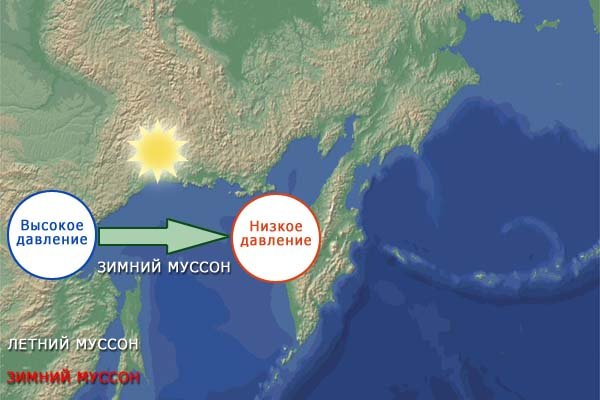 Высокое
давление
Низкое
давление
ЗИМНИЙ МУССОН
ЛЕТНИЙ МУССОН
ЗИМНИЙ МУССОН